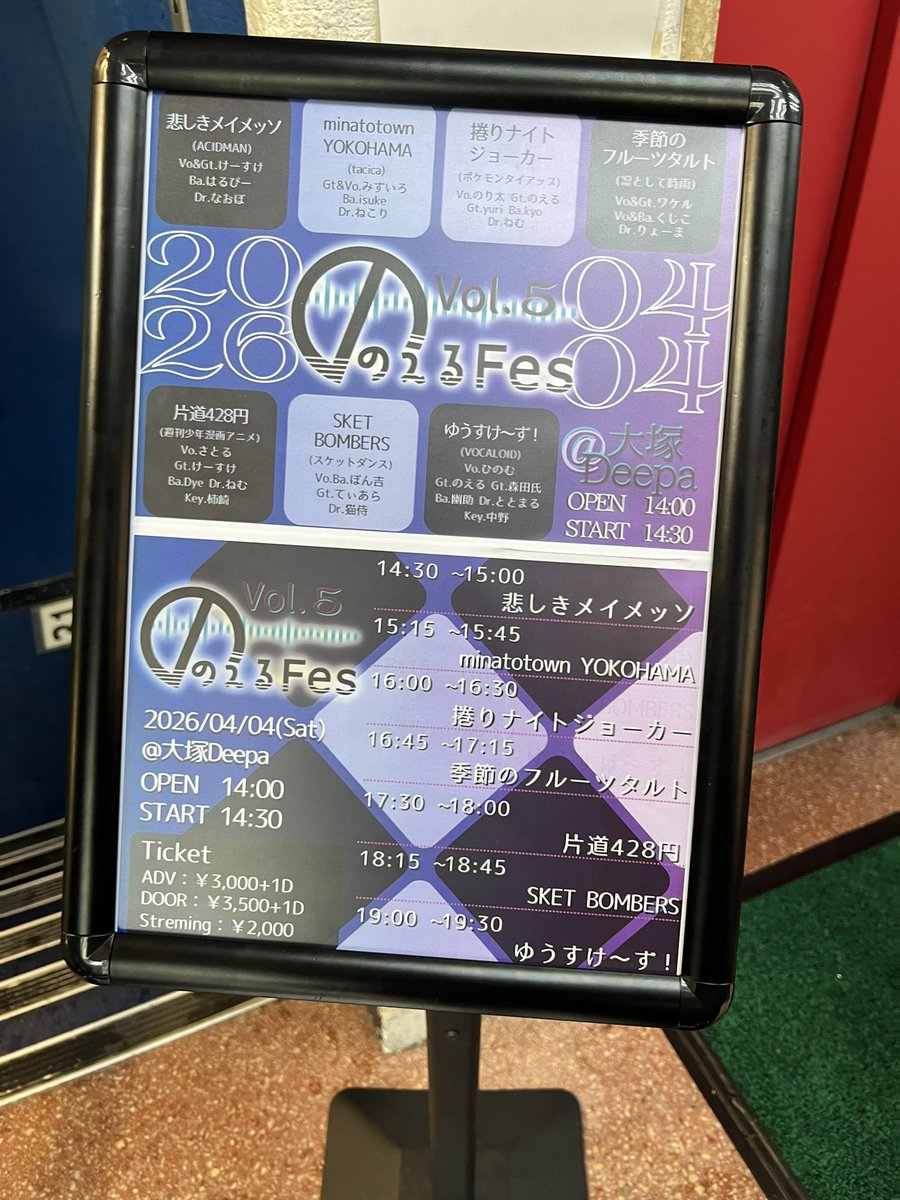 悲しきメイメッソ
(ACIDMAN)
Vo&Gt.けーすけ
Ba.はるぴー
Dr.なおぽ
minatotown
YOKOHAMA
(tacica)
Gt&Vo.みずいろ
Ba.isuke
Dr.ねこり
捲りナイト
ジョーカー
(ポケモンタイアップ)
Vo.のり太 Gt.のえる
Gt.yuri Ba.kyo
Dr.ねむ
季節の
フルーツタルト
(凛として時雨)
Vo&Gt.ワケル
Vo&Ba.くじこ
Dr.りょーま
2026
Vol.5
のえるFes
04
04
片道428円
(週刊少年漫画アニメ)
Vo.さとる
Gt.けーすけ
Ba.Dye Dr.ねむ
Key.柿崎
SKET
BOMBERS
(スケットダンス)
Vo.Ba.ぽん吉
Gt.てぃあら
Dr.猫侍
ゆうすけ〜ず!
(VOCALOID)
Vo.ひのむ
Gt.のえる Gt.森田氏
Ba.幽助 Dr.ととまる
Key.中野
@大塚
Deepa
OPEN 14:00
START 14:30
Vol.5
のえるFes
2026/04/04(Sat)
@大塚Deepa
OPEN 14:00
START 14:30
Ticket
ADV:¥3,000+1D
DOOR:¥3,500+1D
Streming:¥2,000
14:30 ~15:00
悲しきメイメッソ
15:15 ~15:45
minatotown YOKOHAMA
16:00 ~16:30
捲りナイトジョーカー
16:45 ~17:15
季節のフルーツタルト
17:30 ~18:00
片道428円
18:15 ~18:45
SKET BOMBERS
19:00 ~19:30
ゆうすけ〜ず!